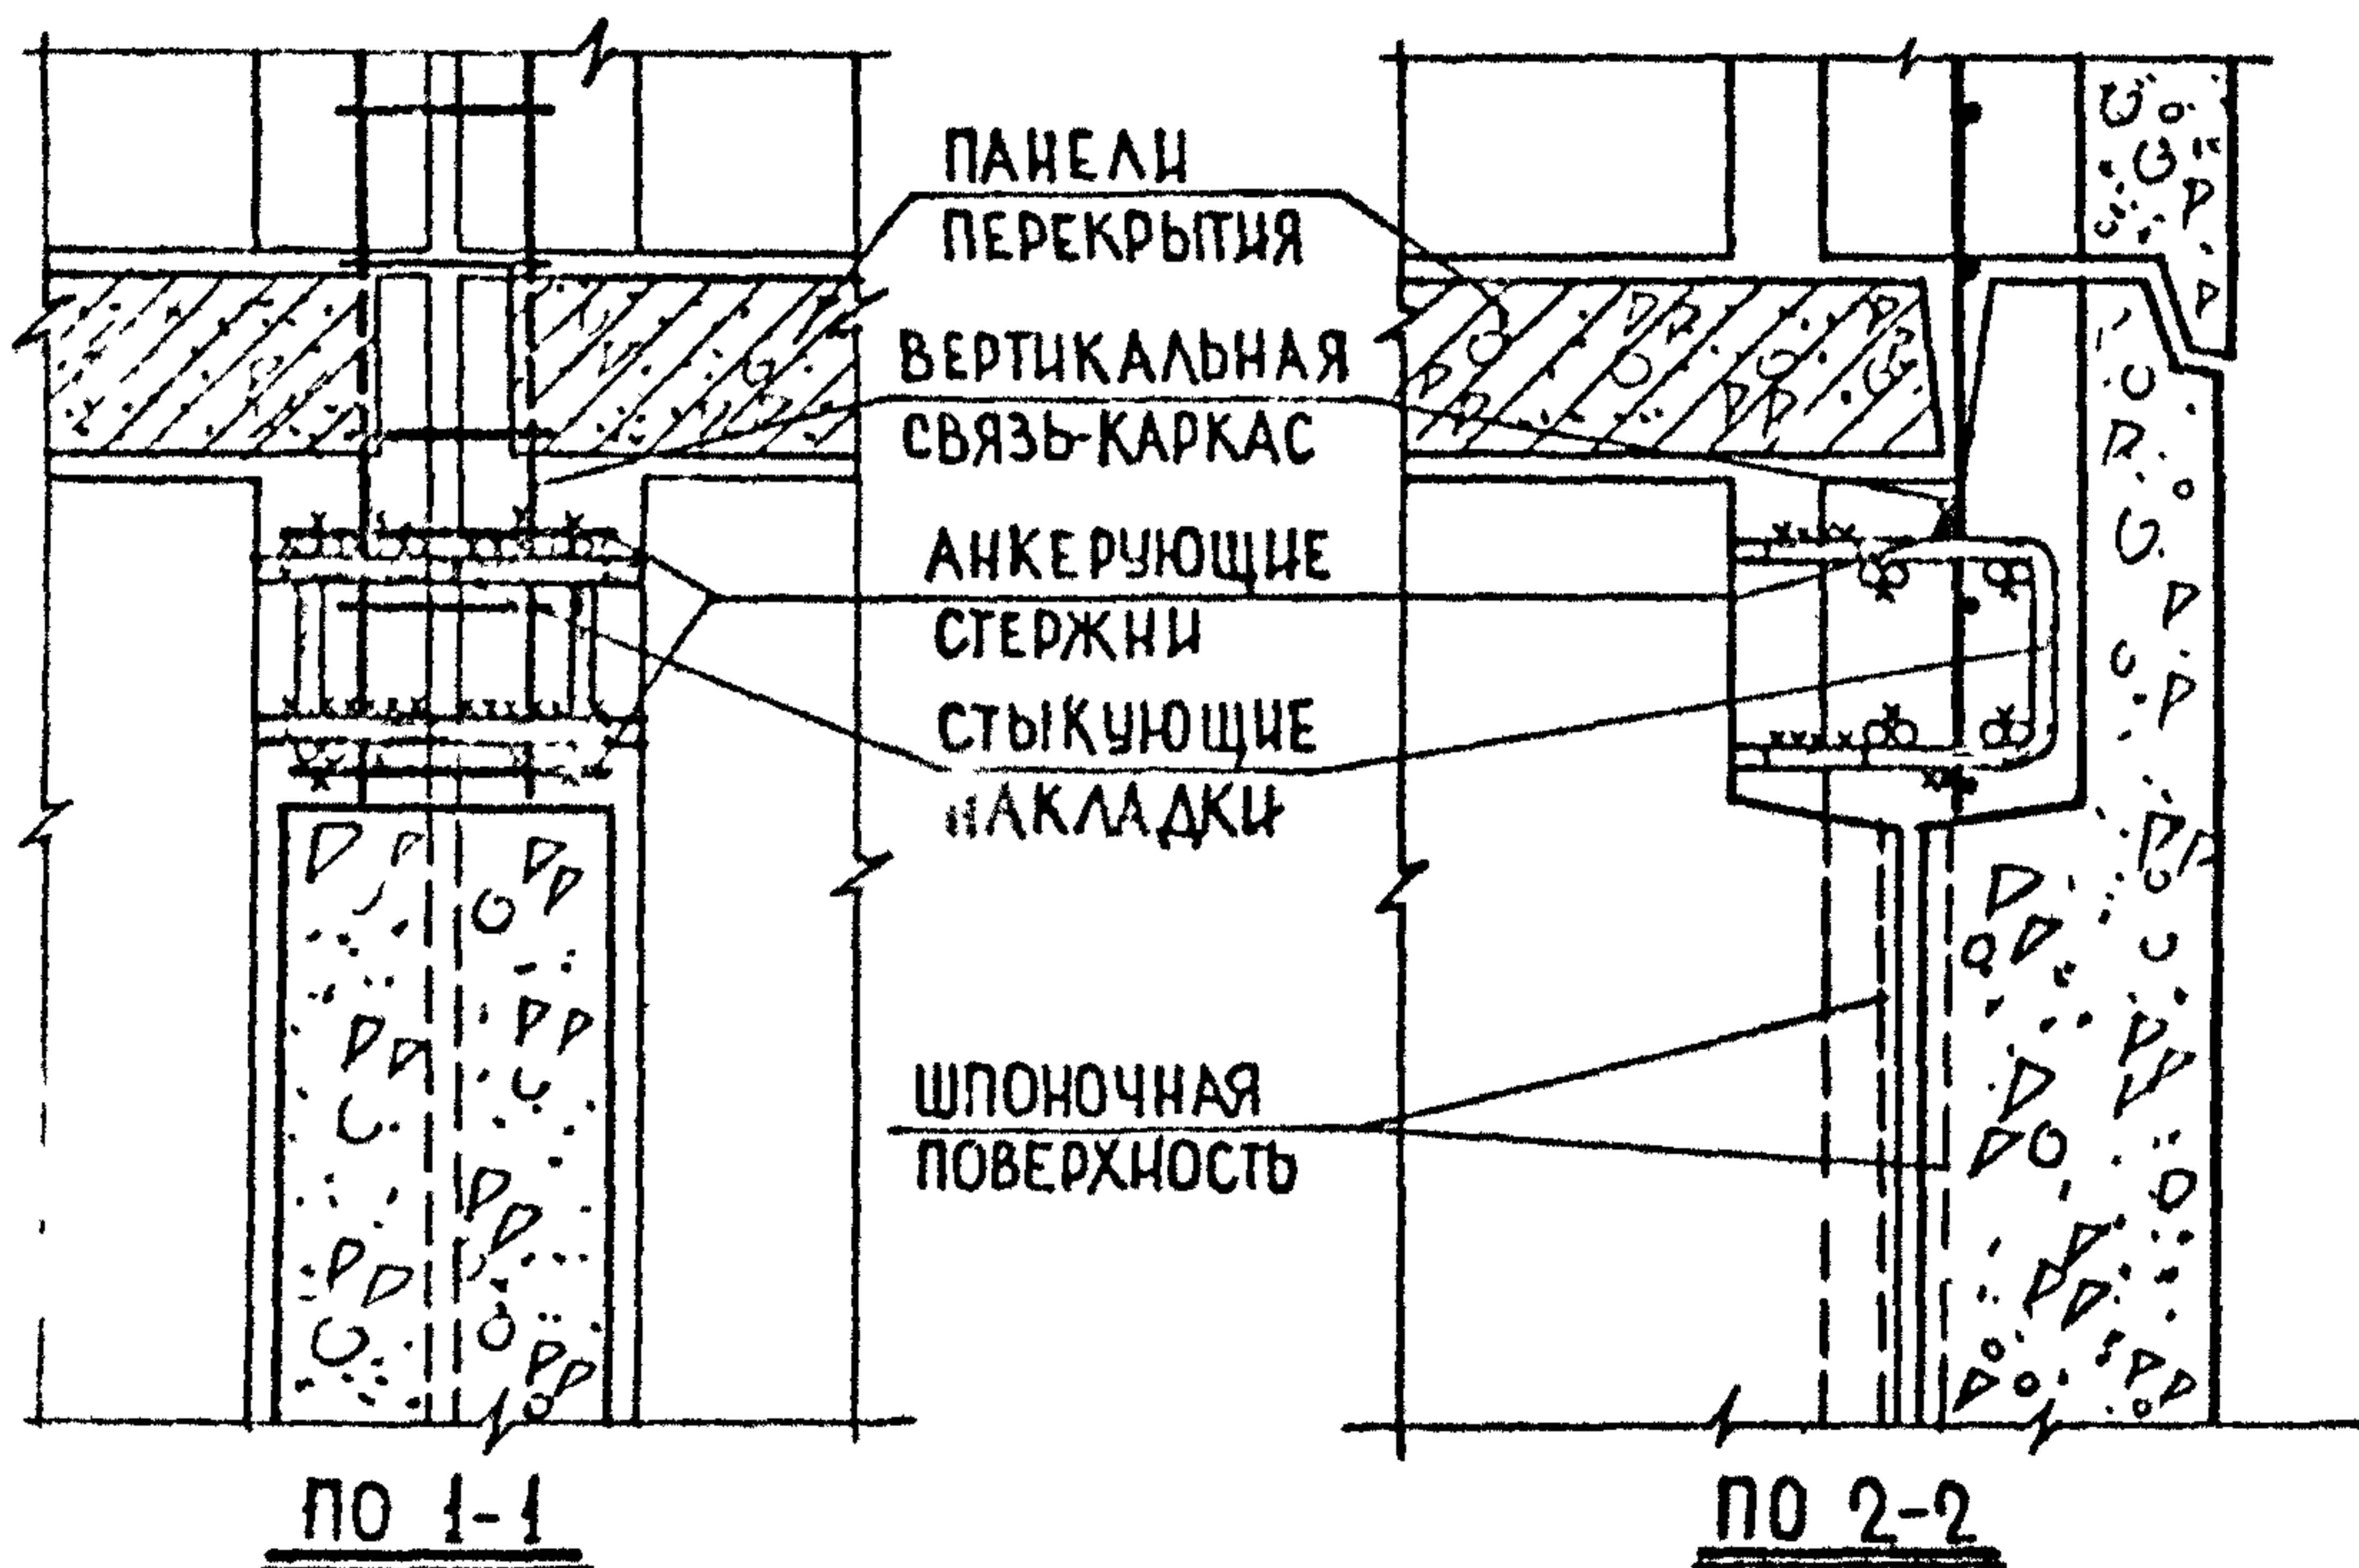 ПАНЕЛИ
ПЕРЕКРЫТИЯ
ВЕРТИКАЛЬНАЯ
СВЯЗЬ-КАРКАС
АНКЕРУЮЩИЕ
СТЕРЖНИ
СТЫКУЮЩИЕ
НАКЛАДКИ
ШПОНОЧНАЯ
ПОВЕРХНОСТЬ
ПО 1-1
ПО 2-2